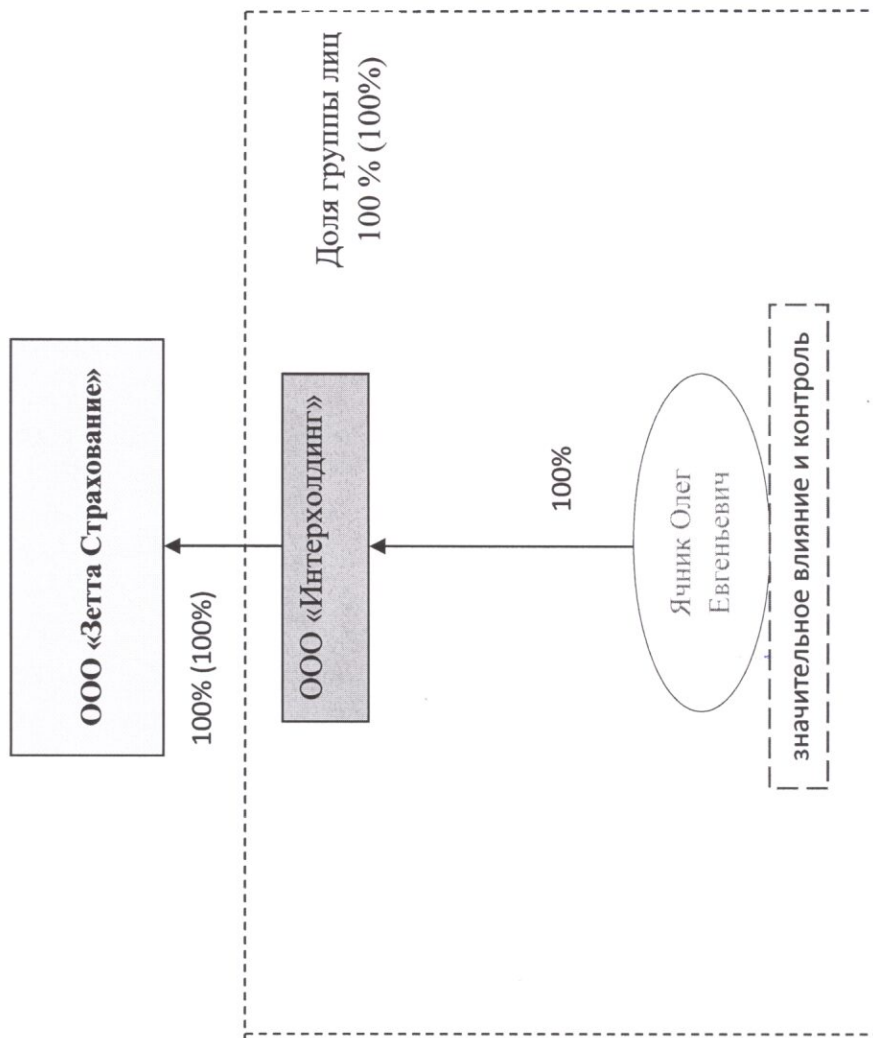 ООО «Зетта Страхование»
100% (100%)
Доля группы лиц
100 % (100%)
ООО «Интерхолдинг»
100%
Ячник Олег
Евгеньевич
значительное влияние и контроль